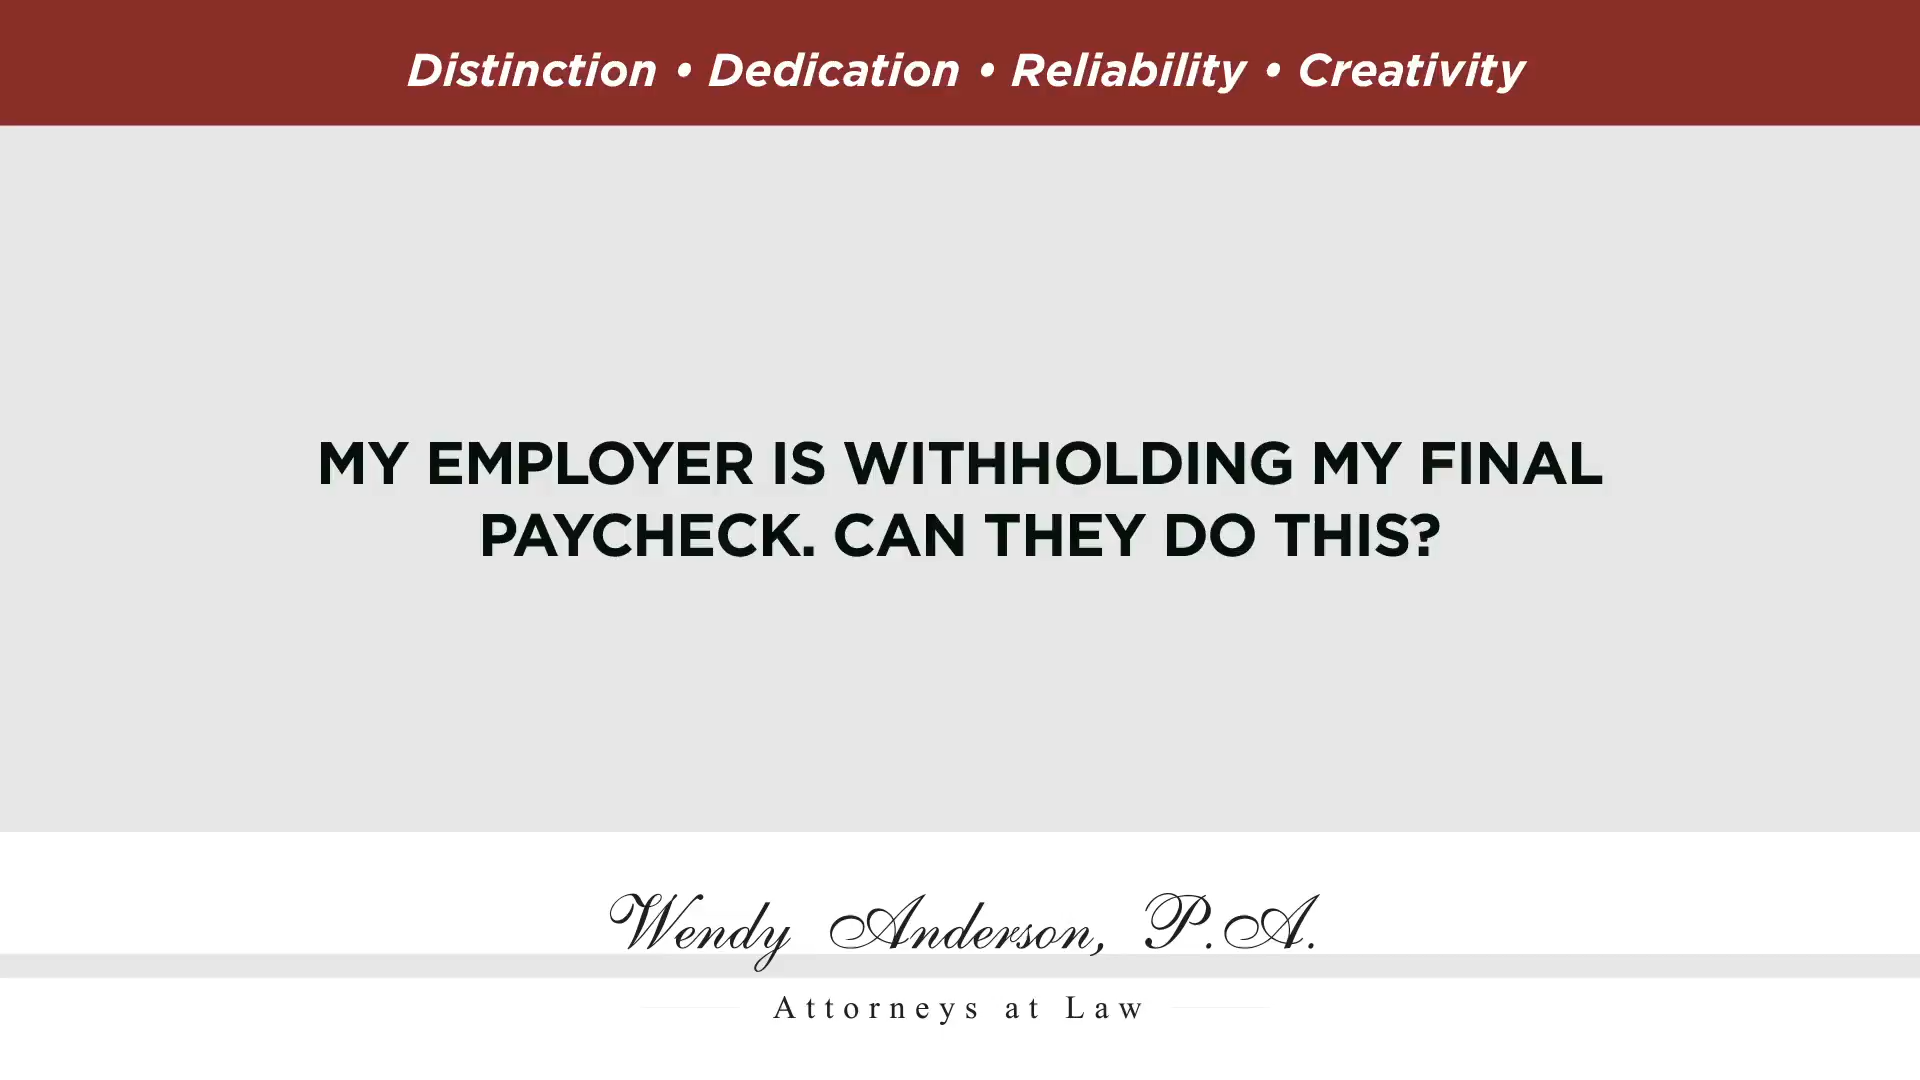 Distinction • Dedication • Reliability • Creativity
MY EMPLOYER IS WITHHOLDING MY FINAL
PAYCHECK. CAN THEY DO THIS?
Wendy Anderson, P.A.
Attorneys at Law